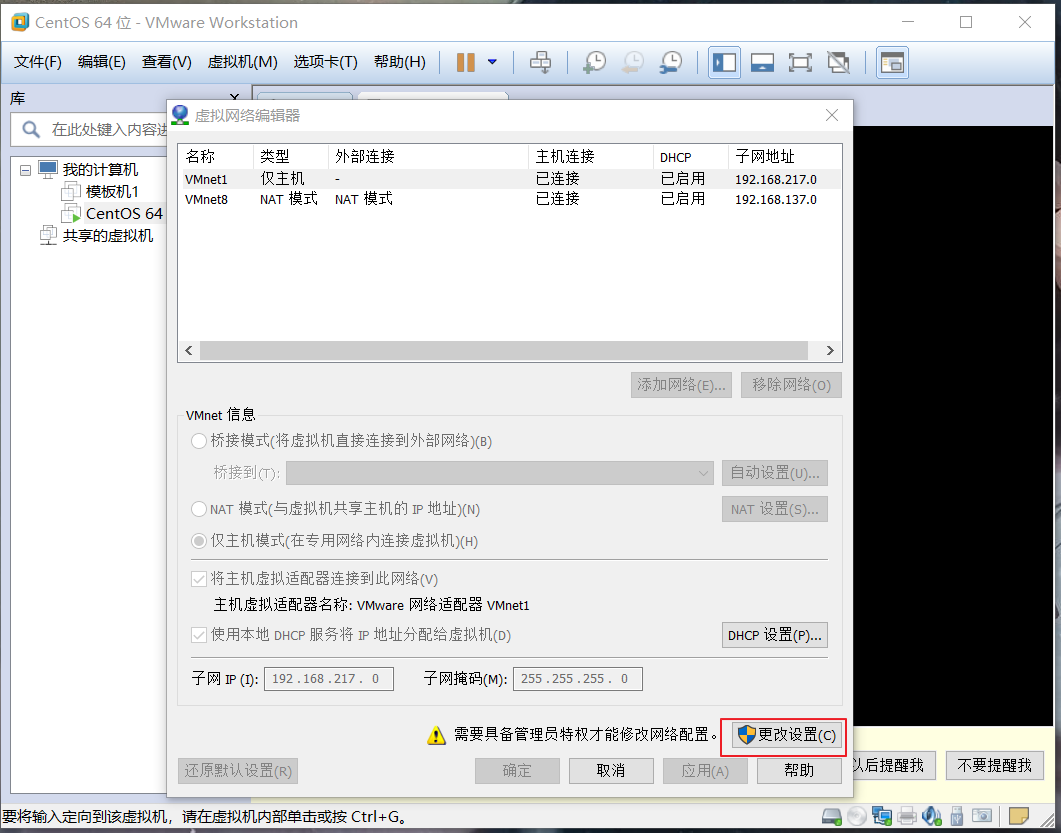 CentOS 64 位 - VMware Workstation
文件(F) 编辑(E) 查看(V) 虚拟机(M) 选项卡(T) 帮助(H)
库
在此处键入内容进
我的计算机
模板机1
CentOS 64
共享的虚拟机
虚拟网络编辑器
名称 类型 外部连接 主机连接 DHCP 子网地址
VMnet1 仅主机 - 已连接 已启用 192.168.217.0
VMnet8 NAT 模式 NAT 模式 已连接 已启用 192.168.137.0
添加网络(E)... 移除网络(O)
VMnet 信息
桥接模式(将虚拟机直接连接到外部网络)(B)
桥接到(T): 自动设置(U)...
NAT 模式(与虚拟机共享主机的 IP 地址)(N) NAT 设置(S)...
仅主机模式(在专用网络内连接虚拟机)(H)
将主机虚拟适配器连接到此网络(V)
主机虚拟适配器名称: VMware 网络适配器 VMnet1
使用本地 DHCP 服务将 IP 地址分配给虚拟机(D) DHCP 设置(P)...
子网 IP (I): 192.168.217. 0 子网掩码(M): 255.255.255. 0
需要具备管理员特权才能修改网络配置。 更改设置(C)
还原默认设置(R) 确定 取消 应用(A) 帮助
以后提醒我 不要提醒我
要将输入定向到该虚拟机，请在虚拟机内部单击或按 Ctrl+G。